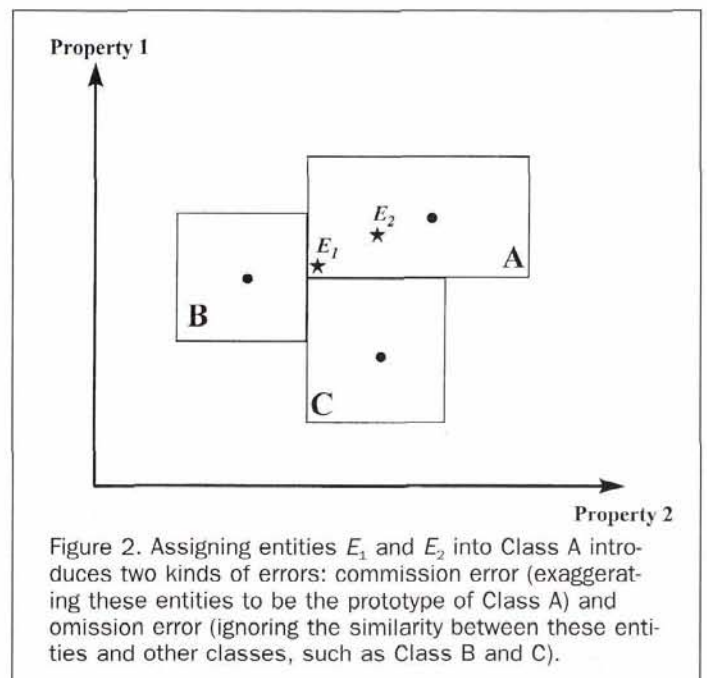 Property 1
E₂
E₁
A
B
C
Property 2
Figure 2. Assigning entities E₁ and E₂ into Class A intro-
duces two kinds of errors: commission error (exaggerat-
ing these entities to be the prototype of Class A) and
omission error (ignoring the similarity between these enti-
ties and other classes, such as Class B and C).